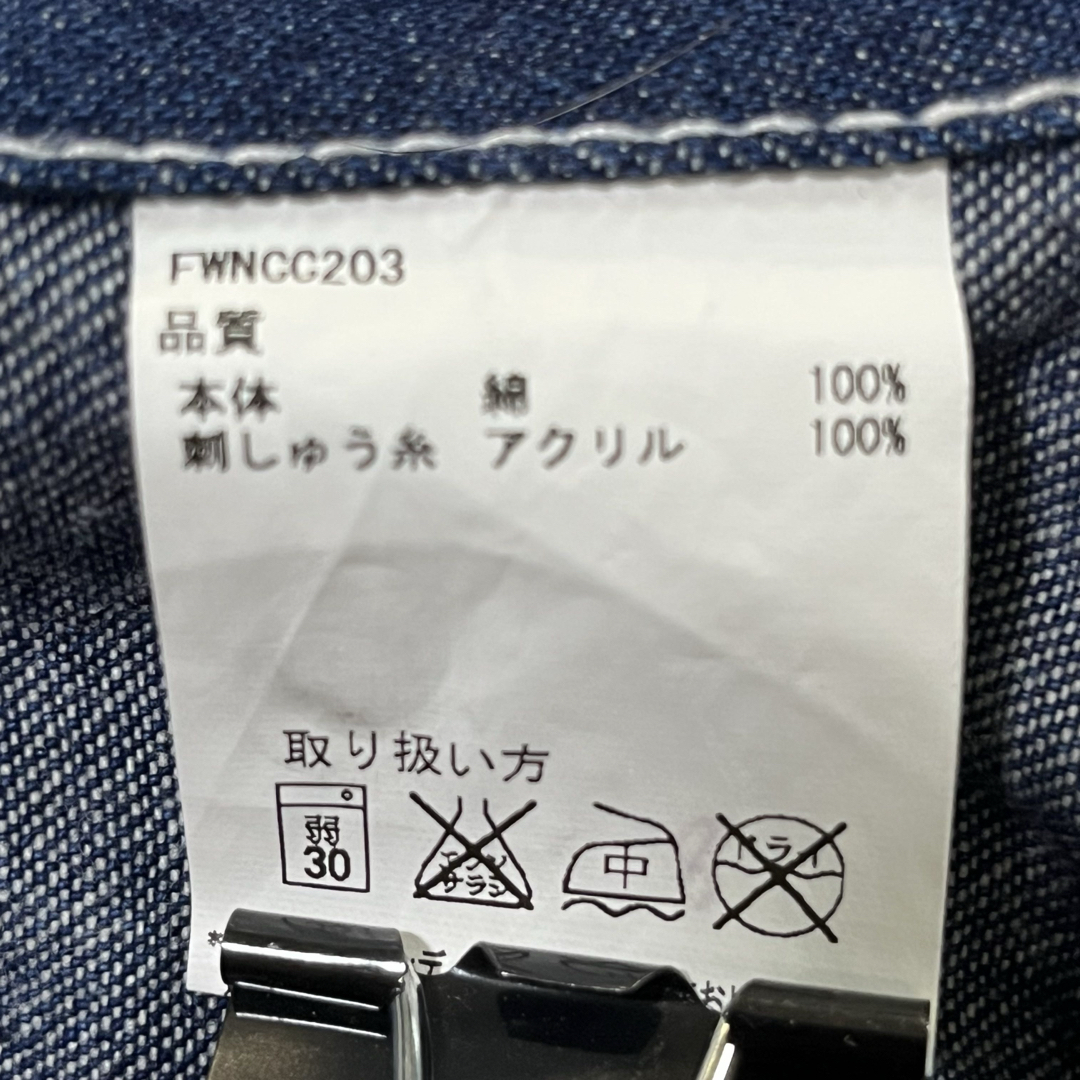 FWNCC203
品質
本体 綿 100%
刺しゅう糸 アクリル 100%
取り扱い方
弱 30
エンソ サラシ
中
ドライ